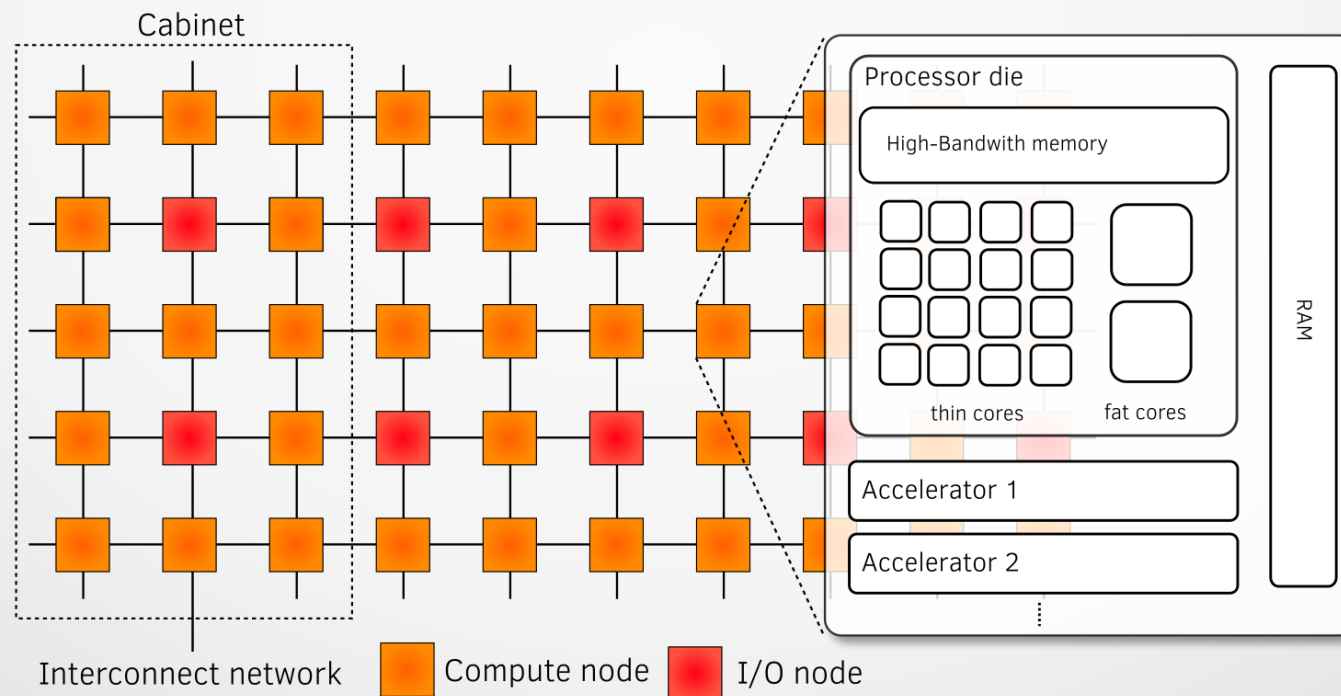 Cabinet
Processor die
High-Bandwith memory
thin cores
fat cores
RAM
Accelerator 1
Accelerator 2
Interconnect network
Compute node
I/O node